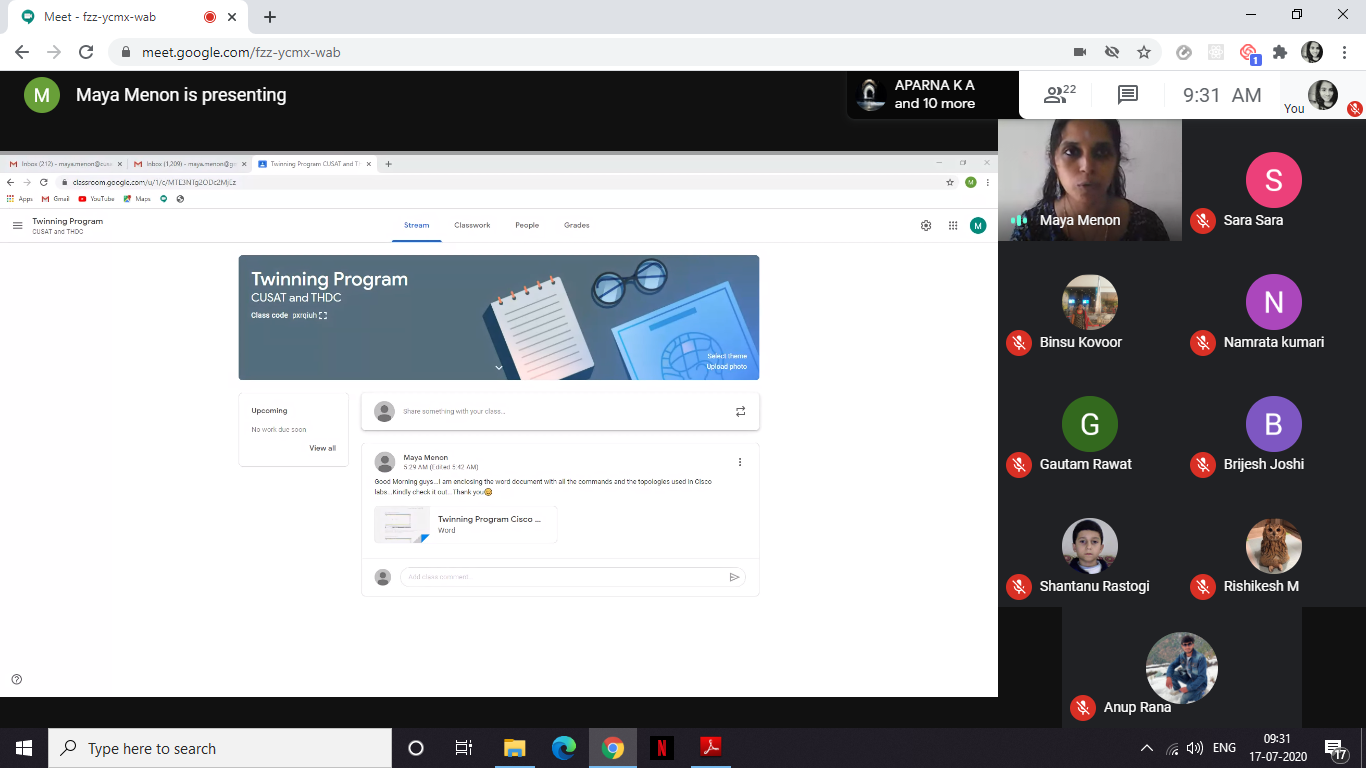 Meet - fzz-ycmx-wab
meet.google.com/fzz-ycmx-wab
1
M
Maya Menon is presenting
APARNA K A
and 10 more
22
9:31 AM
You
Inbox (212) - maya.menon@cus
Inbox (1,209) - maya.menon@g
Twinning Program CUSAT and TH
classroom.google.com/u/1/c/MTE3NTg2ODc2MjEz
M
Apps
Gmail
YouTube
Maps
Twinning Program
CUSAT and THDC
Stream
Classwork
People
Grades
M
Twinning Program
CUSAT and THDC
Class code pxrqiuh
Select theme
Upload photo
Upcoming
No work due soon
View all
Share something with your class...
Maya Menon
5:29 AM (Edited 5:42 AM)
Good Morning guys...I am enclosing the word document with all the commands and the topologies used in Cisco
labs...Kindly check it out...Thank you😊
Twinning Program Cisco ...
Word
Add class comment...
Maya Menon
S
Sara Sara
Binsu Kovoor
N
Namrata kumari
G
Gautam Rawat
B
Brijesh Joshi
Shantanu Rastogi
Rishikesh M
Anup Rana
Type here to search
N
ENG
09:31
17-07-2020
17